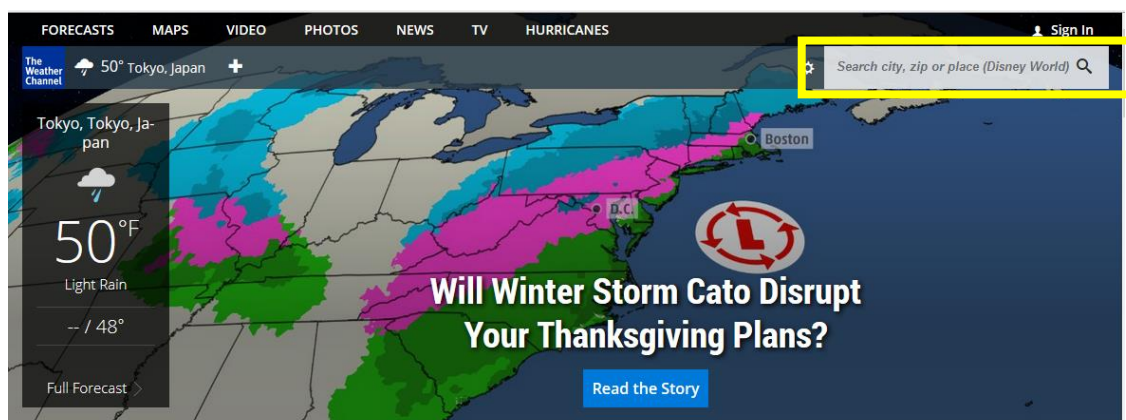 FORECASTS MAPS VIDEO PHOTOS NEWS TV HURRICANES Sign In
The
Weather
Channel
50° Tokyo, Japan +
Search city, zip or place (Disney World)
Tokyo, Tokyo, Ja-
pan
50°F
Light Rain
-- / 48°
Full Forecast
Boston
D.C.
L
Will Winter Storm Cato Disrupt
Your Thanksgiving Plans?
Read the Story